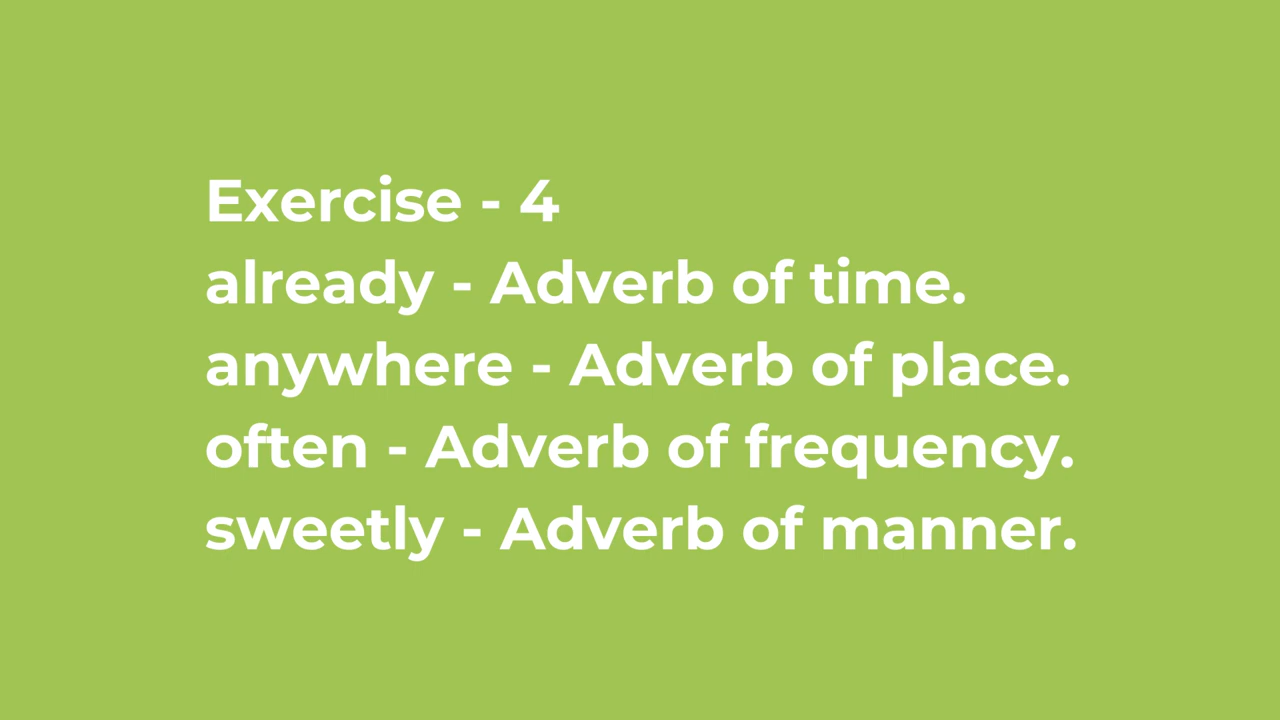 Exercise - 4
already - Adverb of time.
anywhere - Adverb of place.
often - Adverb of frequency.
sweetly - Adverb of manner.